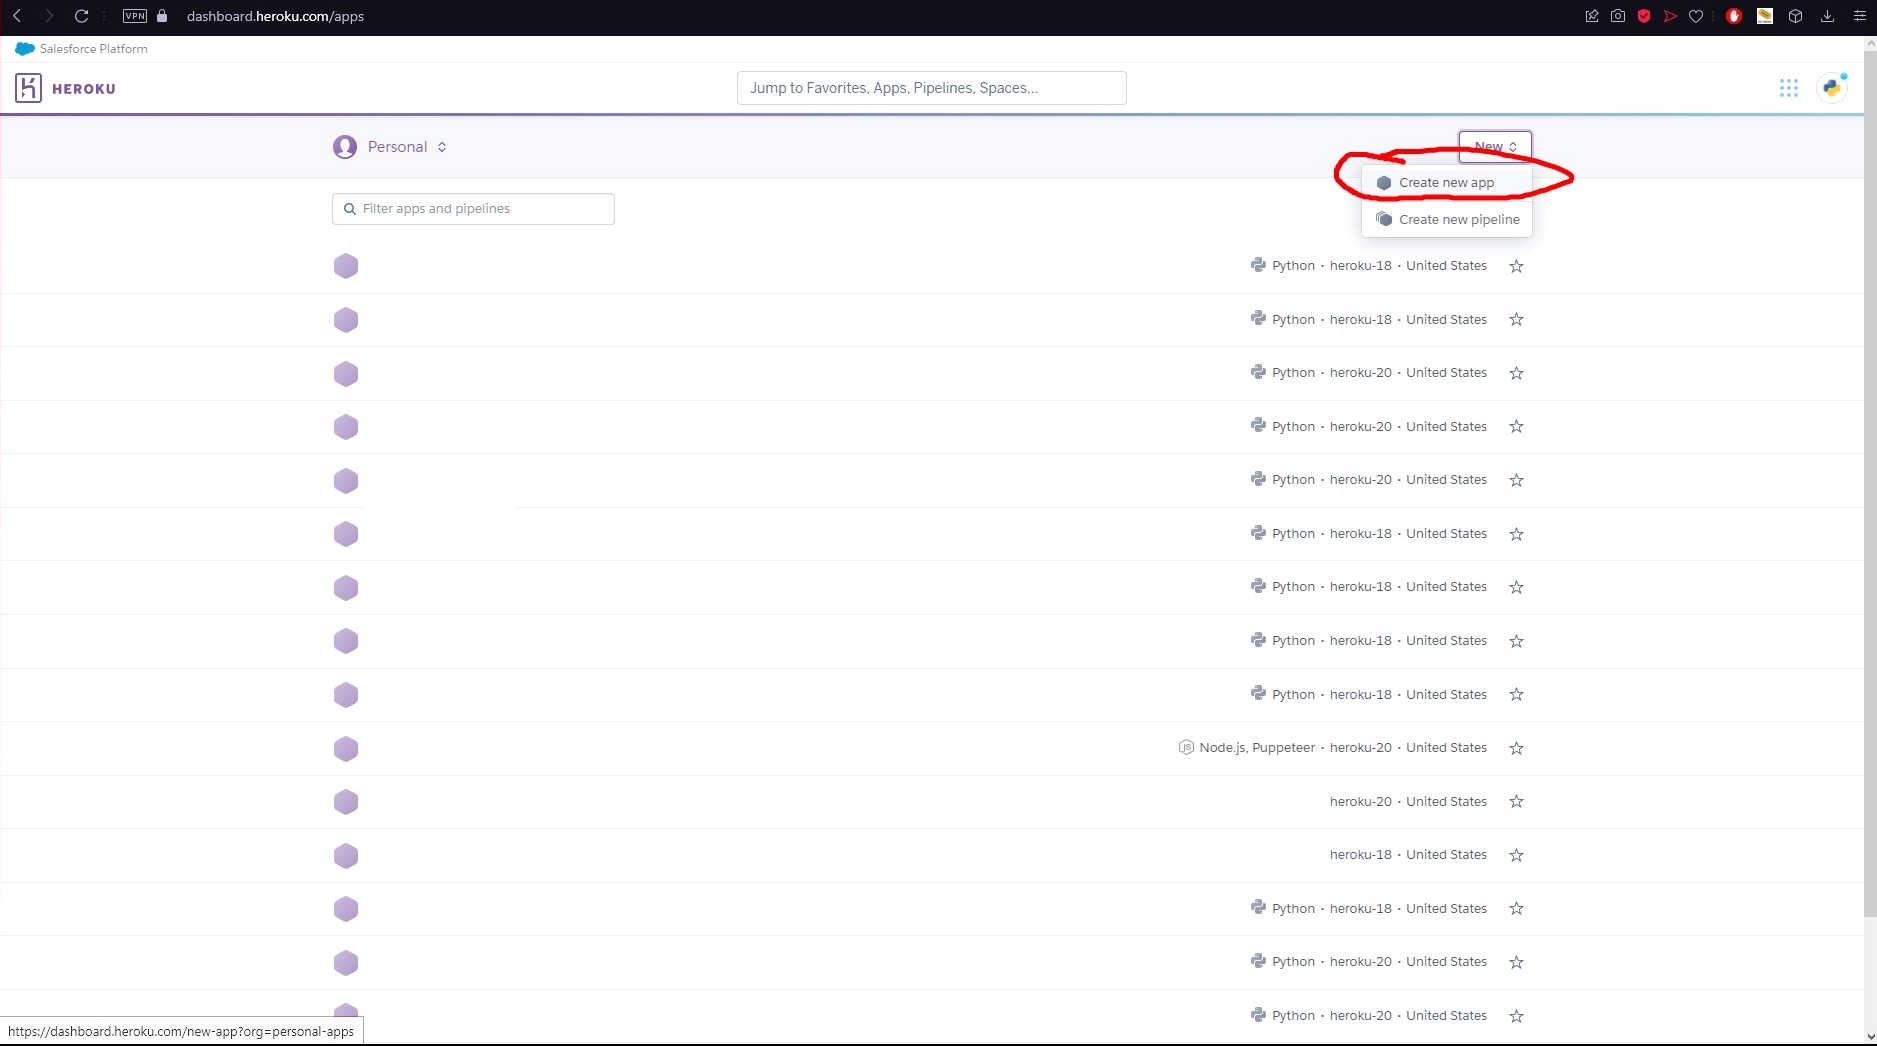 VPN dashboard.heroku.com/apps
Salesforce Platform
HEROKU
Jump to Favorites, Apps, Pipelines, Spaces...
Personal
New
Create new app
Filter apps and pipelines
Create new pipeline
Python · heroku-18 · United States
Python · heroku-18 · United States
Python · heroku-20 · United States
Python · heroku-20 · United States
Python · heroku-20 · United States
Python · heroku-18 · United States
Python · heroku-18 · United States
Python · heroku-18 · United States
Python · heroku-18 · United States
Node.js, Puppeteer · heroku-20 · United States
heroku-20 · United States
heroku-18 · United States
Python · heroku-18 · United States
Python · heroku-20 · United States
Python · heroku-20 · United States
https://dashboard.heroku.com/new-app?org=personal-apps